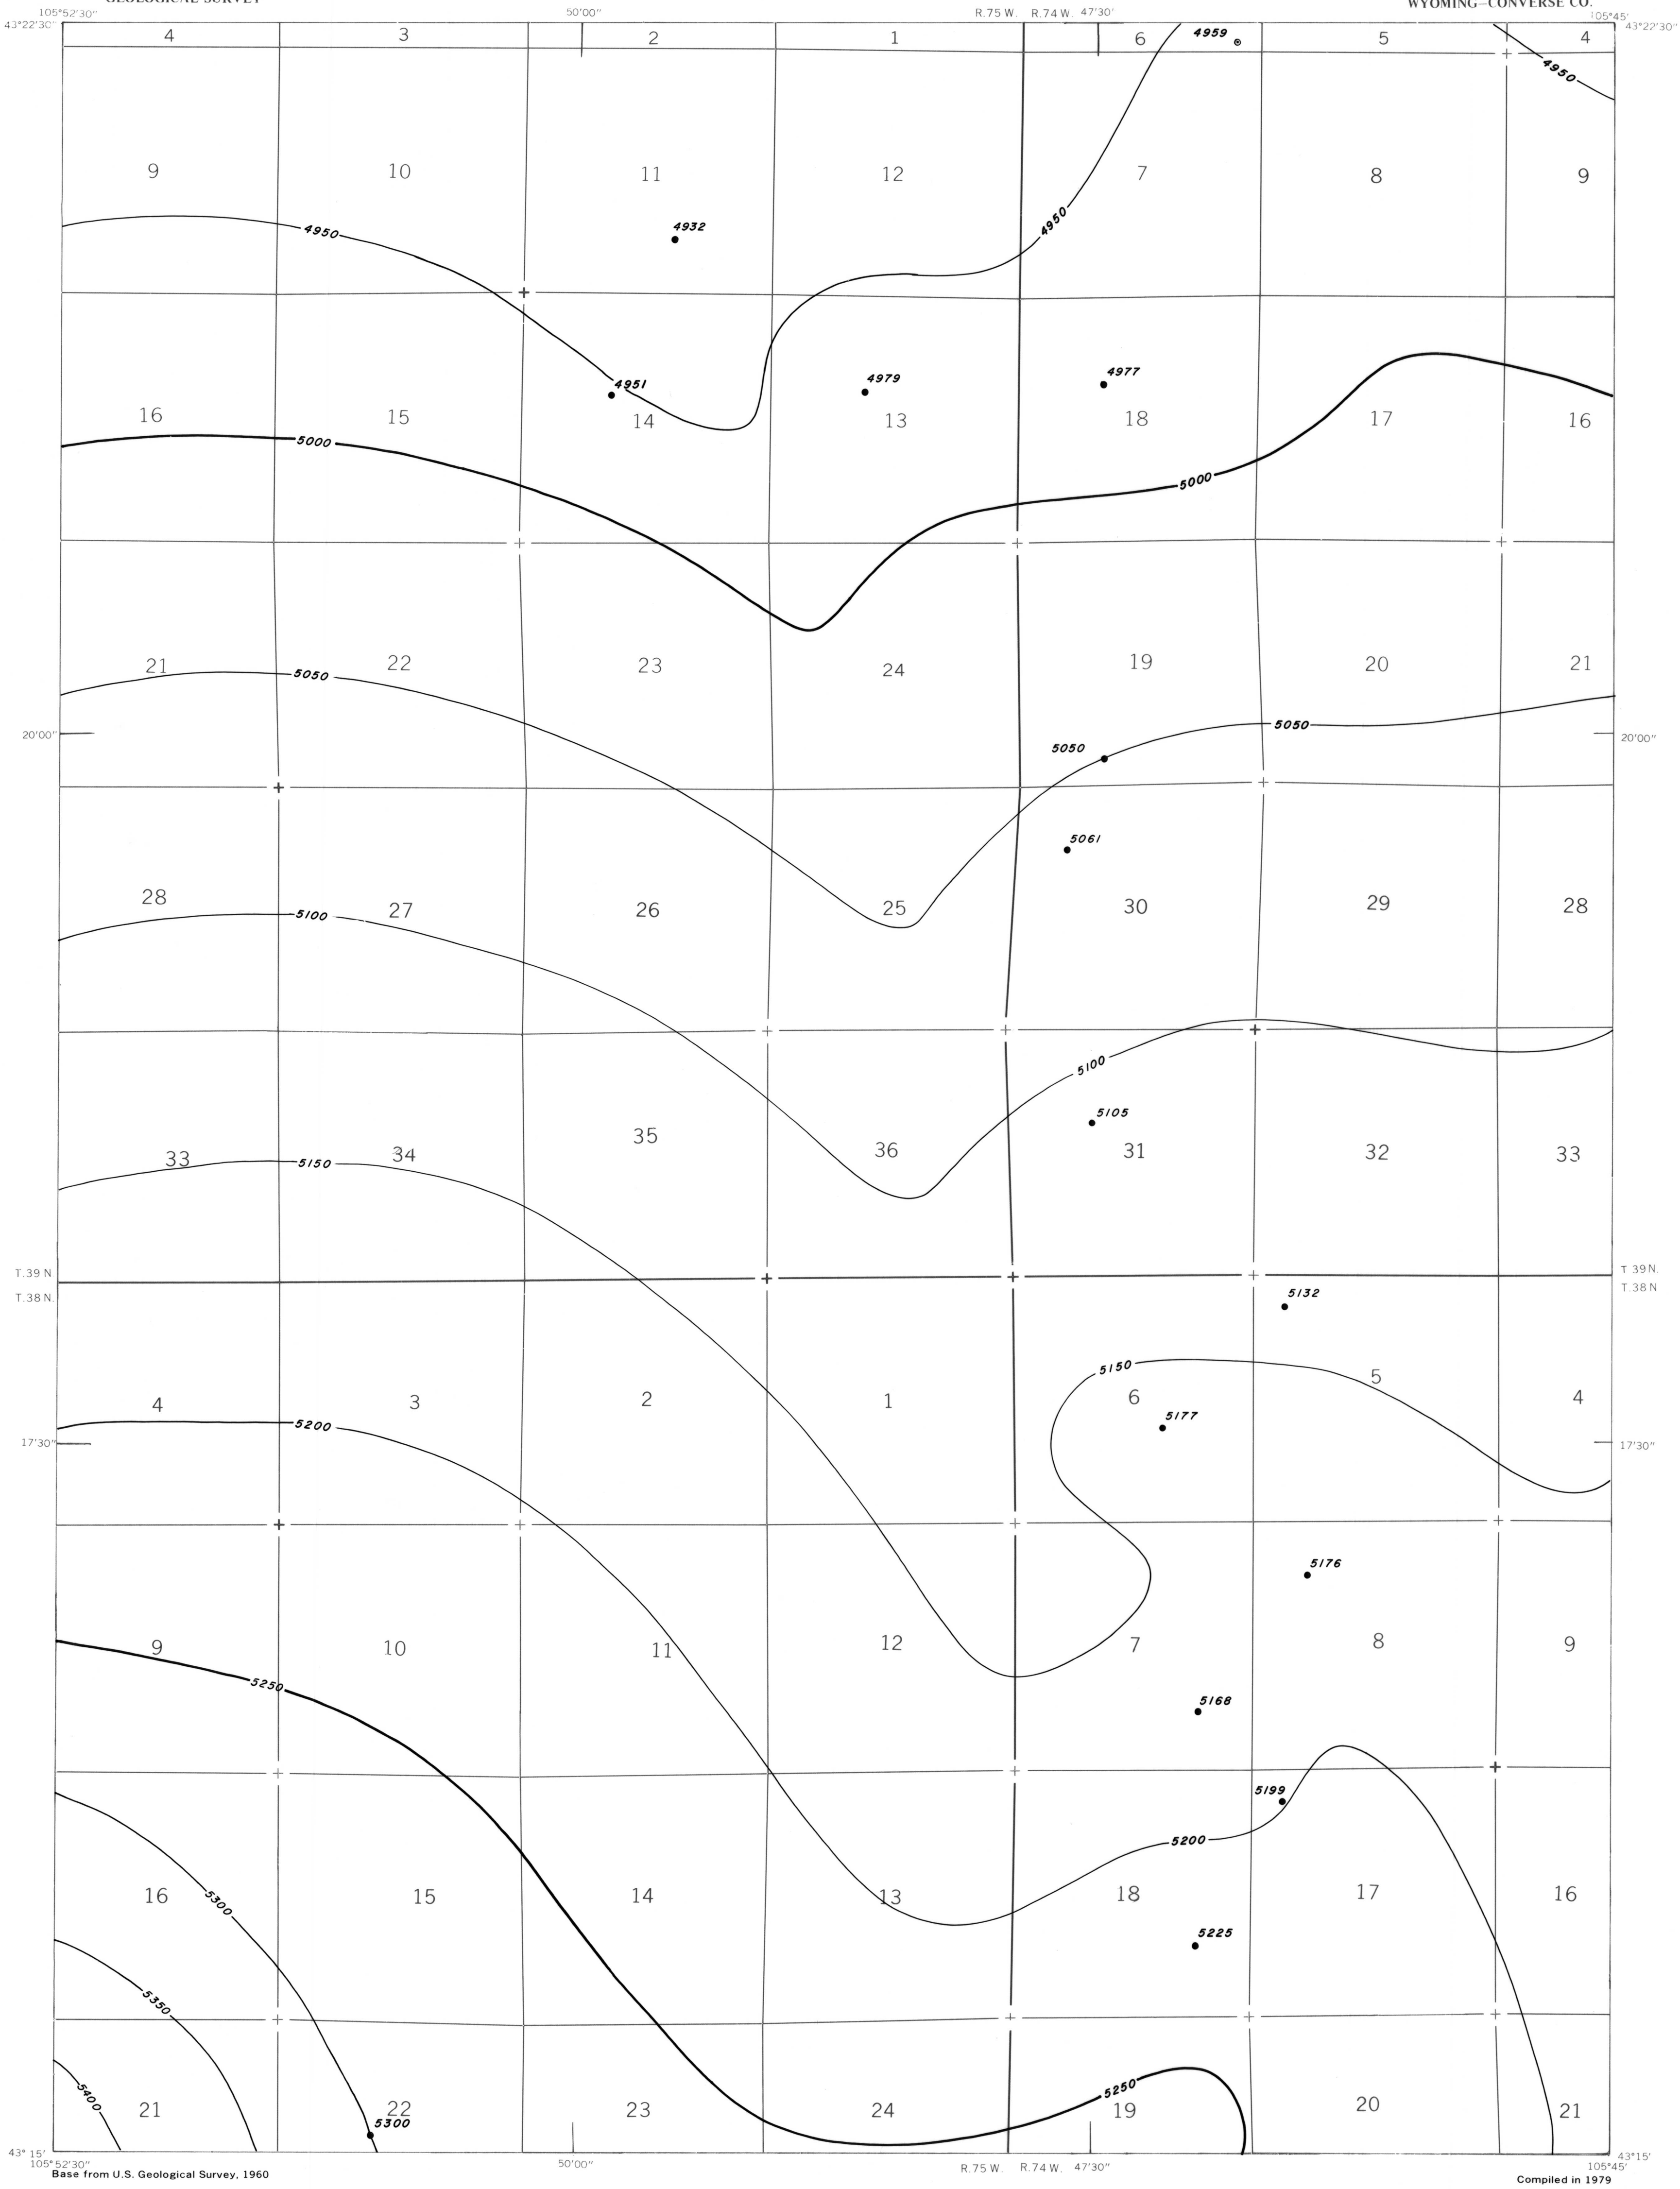 GEOLOGICAL SURVEY
WYOMING—CONVERSE CO.
105°52'30" 50'00" R.75 W. R.74 W. 47'30' 105°45'
43°22'30" 43°22'30"
4 3 2 1 6 4959 5 4
4950
9 10 11 12 7 8 9
4950 4932 4950
4951 4979 4977
16 15 14 13 18 17 16
5000 5000
21 22 23 24 19 20 21
5050 5050
20'00" 5050 20'00"
5061
28 27 26 25 30 29 28
5100
5100
5105
33 34 35 36 31 32 33
5150
T.39 N T 39N.
T.38 N. T.38 N
5132
5150
4 3 2 1 6 5 4
5200 5177
17'30" 17'30"
5176
9 10 11 12 7 8 9
5250
5168
5199
5200
16 15 14 13 18 17 16
5300
5225
5350
5250
5400
21 22 23 24 19 20 21
5300
43° 15' 43°15'
105°52'30" 50'00" R.75 W. R.74 W. 47'30" 105°45'
Base from U.S. Geological Survey, 1960
Compiled in 1979